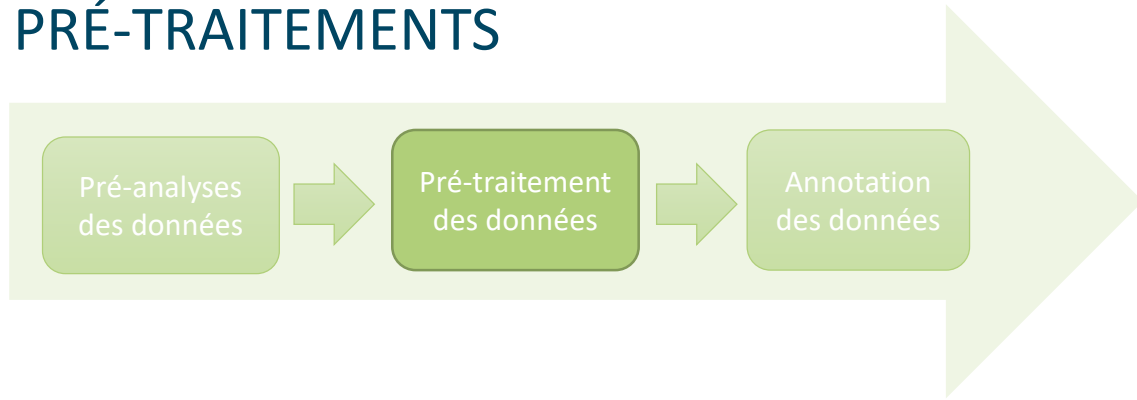 PRÉ-TRAITEMENTS
Pré-analyses
des données
Pré-traitement
des données
Annotation
des données